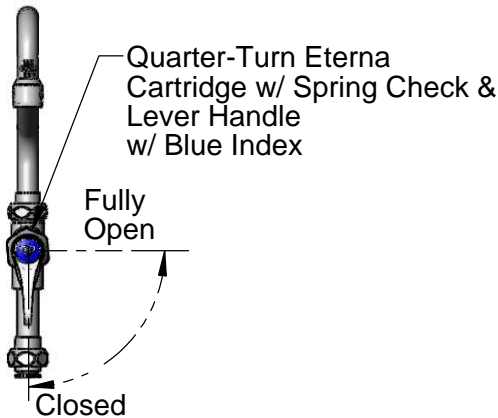 Quarter-Turn Eterna
Cartridge w/ Spring Check &
Lever Handle
w/ Blue Index
Fully
Open
Closed